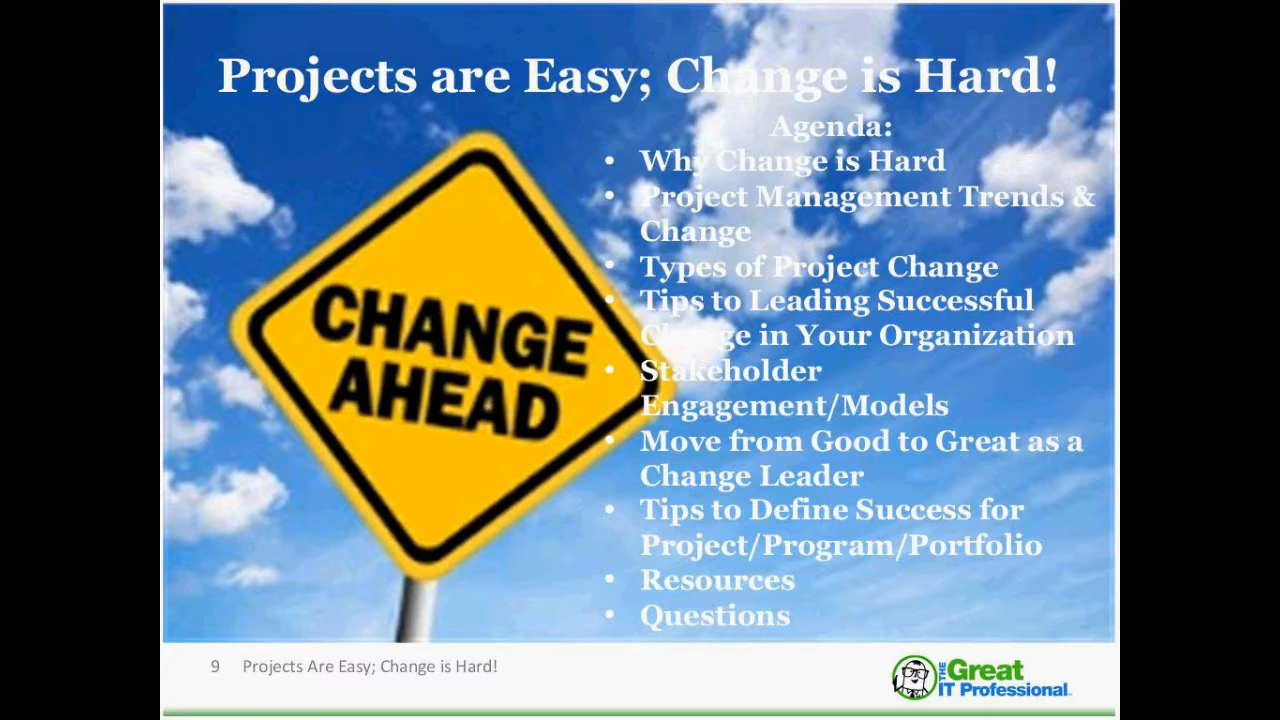 Projects are Easy; Change is Hard!
Agenda:
• Why Change is Hard
• Project Management Trends &
Change
• Types of Project Change
• Tips to Leading Successful
Change in Your Organization
• Stakeholder
Engagement/Models
• Move from Good to Great as a
Change Leader
• Tips to Define Success for
Project/Program/Portfolio
• Resources
• Questions
CHANGE
AHEAD
9 Projects Are Easy; Change is Hard!
THE Great
IT Professional